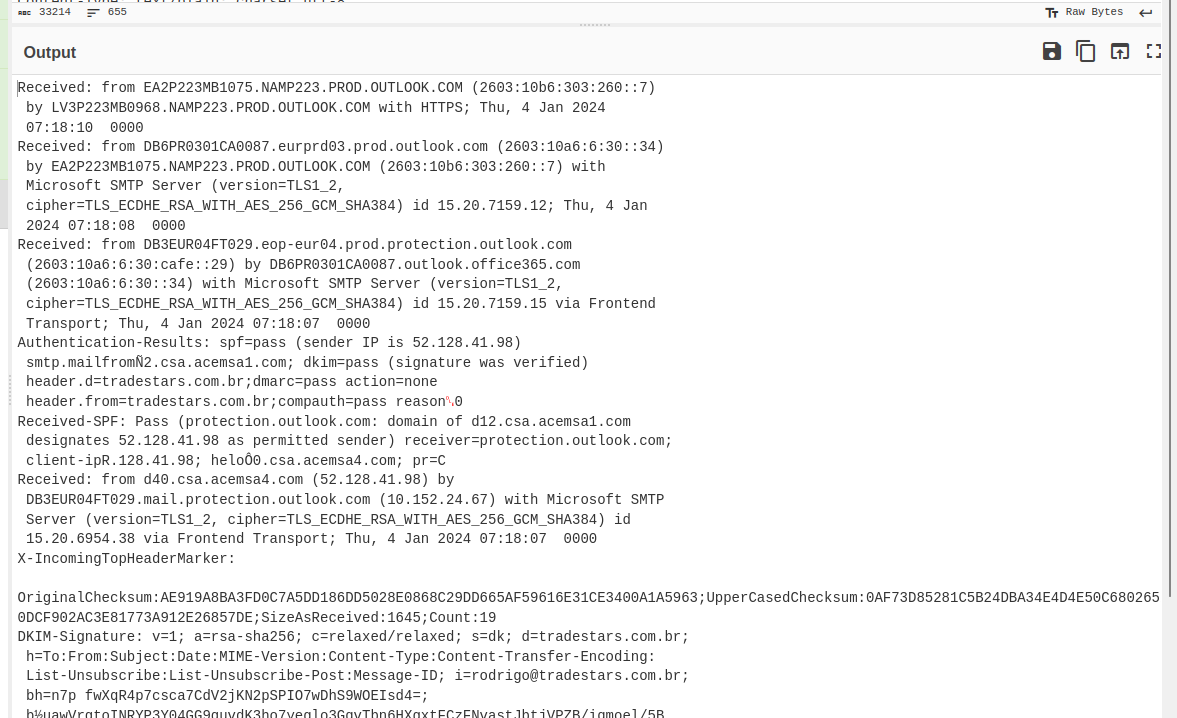 ABC 33214 655 Tт Raw Bytes
Output
Received: from EA2P223MB1075.NAMP223.PROD.OUTLOOK.COM (2603:10b6:303:260::7)
by LV3P223MB0968.NAMP223.PROD.OUTLOOK.COM with HTTPS; Thu, 4 Jan 2024
07:18:10  0000
Received: from DB6PR0301CA0087.eurprd03.prod.outlook.com (2603:10a6:6:30::34)
by EA2P223MB1075.NAMP223.PROD.OUTLOOK.COM (2603:10b6:303:260::7) with
Microsoft SMTP Server (version=TLS1_2,
cipher=TLS_ECDHE_RSA_WITH_AES_256_GCM_SHA384) id 15.20.7159.12; Thu, 4 Jan
2024 07:18:08  0000
Received: from DB3EUR04FT029.eop-eur04.prod.protection.outlook.com
(2603:10a6:6:30:cafe::29) by DB6PR0301CA0087.outlook.office365.com
(2603:10a6:6:30::34) with Microsoft SMTP Server (version=TLS1_2,
cipher=TLS_ECDHE_RSA_WITH_AES_256_GCM_SHA384) id 15.20.7159.15 via Frontend
Transport; Thu, 4 Jan 2024 07:18:07  0000
Authentication-Results: spf=pass (sender IP is 52.128.41.98)
smtp.mailfromÑ2.csa.acemsa1.com; dkim=pass (signature was verified)
header.d=tradestars.com.br;dmarc=pass action=none
header.from=tradestars.com.br;compauth=pass reason␐0
Received-SPF: Pass (protection.outlook.com: domain of d12.csa.acemsa1.com
designates 52.128.41.98 as permitted sender) receiver=protection.outlook.com;
client-ipR.128.41.98; heloÔ0.csa.acemsa4.com; pr=C
Received: from d40.csa.acemsa4.com (52.128.41.98) by
DB3EUR04FT029.mail.protection.outlook.com (10.152.24.67) with Microsoft SMTP
Server (version=TLS1_2, cipher=TLS_ECDHE_RSA_WITH_AES_256_GCM_SHA384) id
15.20.6954.38 via Frontend Transport; Thu, 4 Jan 2024 07:18:07  0000
X-IncomingTopHeaderMarker:
OriginalChecksum:AE919A8BA3FD0C7A5DD186DD5028E0868C29DD665AF59616E31CE3400A1A5963;UpperCasedChecksum:0AF73D85281C5B24DBA34E4D4E50C680265
0DCF902AC3E81773A912E26857DE;SizeAsReceived:1645;Count:19
DKIM-Signature: v=1; a=rsa-sha256; c=relaxed/relaxed; s=dk; d=tradestars.com.br;
h=To:From:Subject:Date:MIME-Version:Content-Type:Content-Transfer-Encoding:
List-Unsubscribe:List-Unsubscribe-Post:Message-ID; i=rodrigo@tradestars.com.br;
bh=n7p fwXqR4p7csca7CdV2jKN2pSPIO7wDhS9WOEIsd4=;